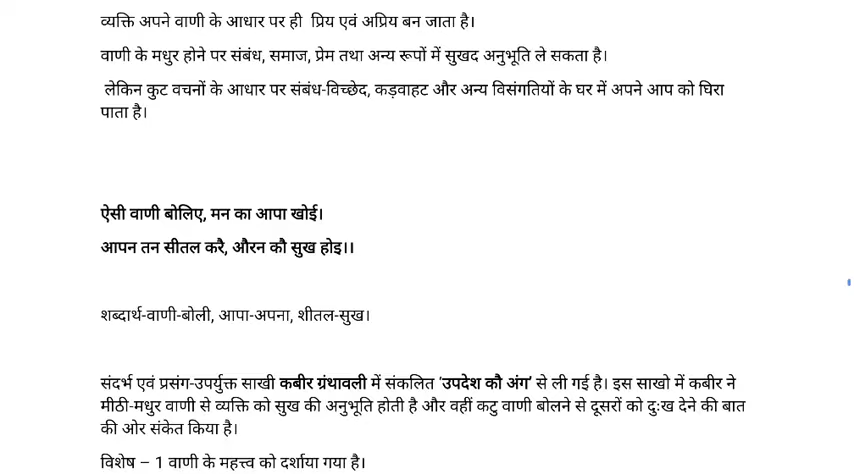 व्यक्ति अपने वाणी के आधार पर ही प्रिय एवं अप्रिय बन जाता है।
वाणी के मधुर होने पर संबंध, समाज, प्रेम तथा अन्य रूपों में सुखद अनुभूति ले सकता है।
लेकिन कुट वचनों के आधार पर संबंध-विच्छेद, कड़वाहट और अन्य विसंगतियों के घर में अपने आप को घिरा
पाता है।
ऐसी वाणी बोलिए, मन का आपा खोई।
आपन तन सीतल करै, औरन कौ सुख होइ।।
शब्दार्थ-वाणी-बोली, आपा-अपना, शीतल-सुख।
संदर्भ एवं प्रसंग-उपर्युक्त साखी कबीर ग्रंथावली में संकलित 'उपदेश कौ अंग' से ली गई है। इस साखो में कबीर ने
मीठी-मधुर वाणी से व्यक्ति को सुख की अनुभूति होती है और वहीं कटु वाणी बोलने से दूसरों को दुःख देने की बात
की ओर संकेत किया है।
विशेष – 1 वाणी के महत्त्व को दर्शाया गया है।